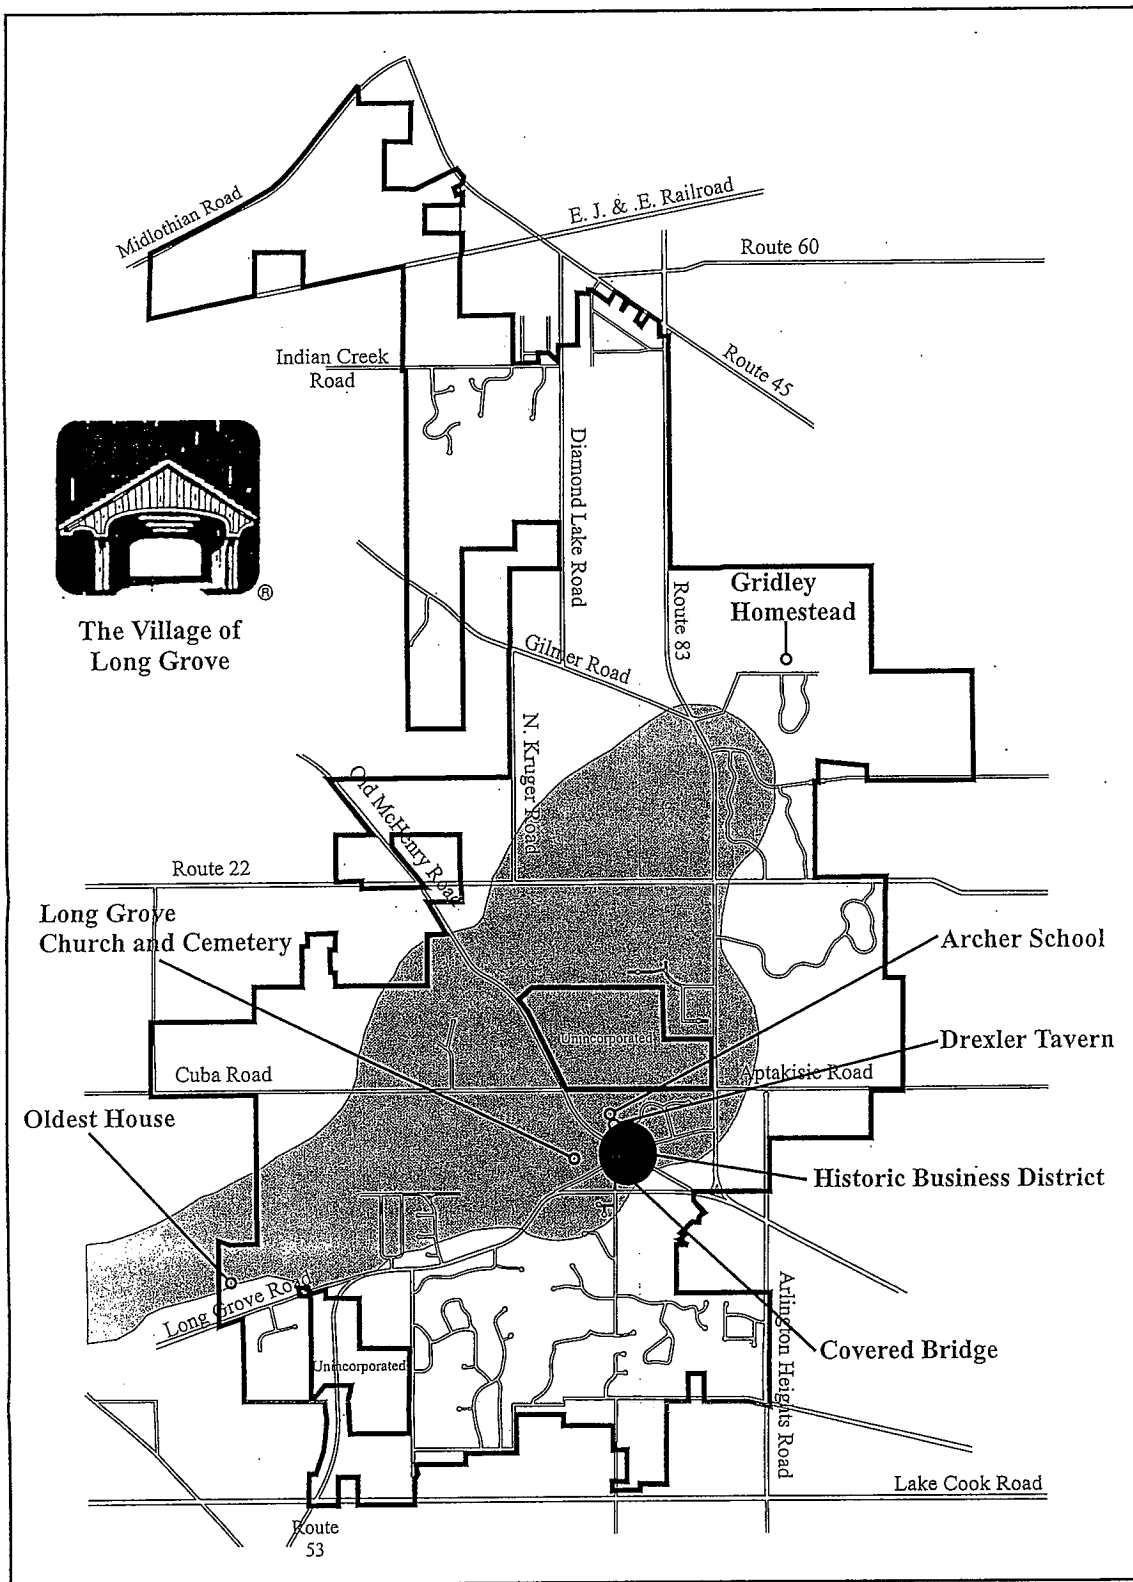 Midlothian Road
E. J. & .E. Railroad
Route 60
Indian Creek
Road
Route 45
Diamond Lake Road
®
The Village of
Long Grove
Gridley
Homestead
Route 83
Gilmer Road
N. Kruger Road
Old McHenry Road
Route 22
Long Grove
Church and Cemetery
Archer School
Unincorporated
Drexler Tavern
Cuba Road
Aptakisic Road
Oldest House
Historic Business District
Long Grove Road
Arlington Heights Road
Covered Bridge
Unincorporated
Lake Cook Road
Route
53